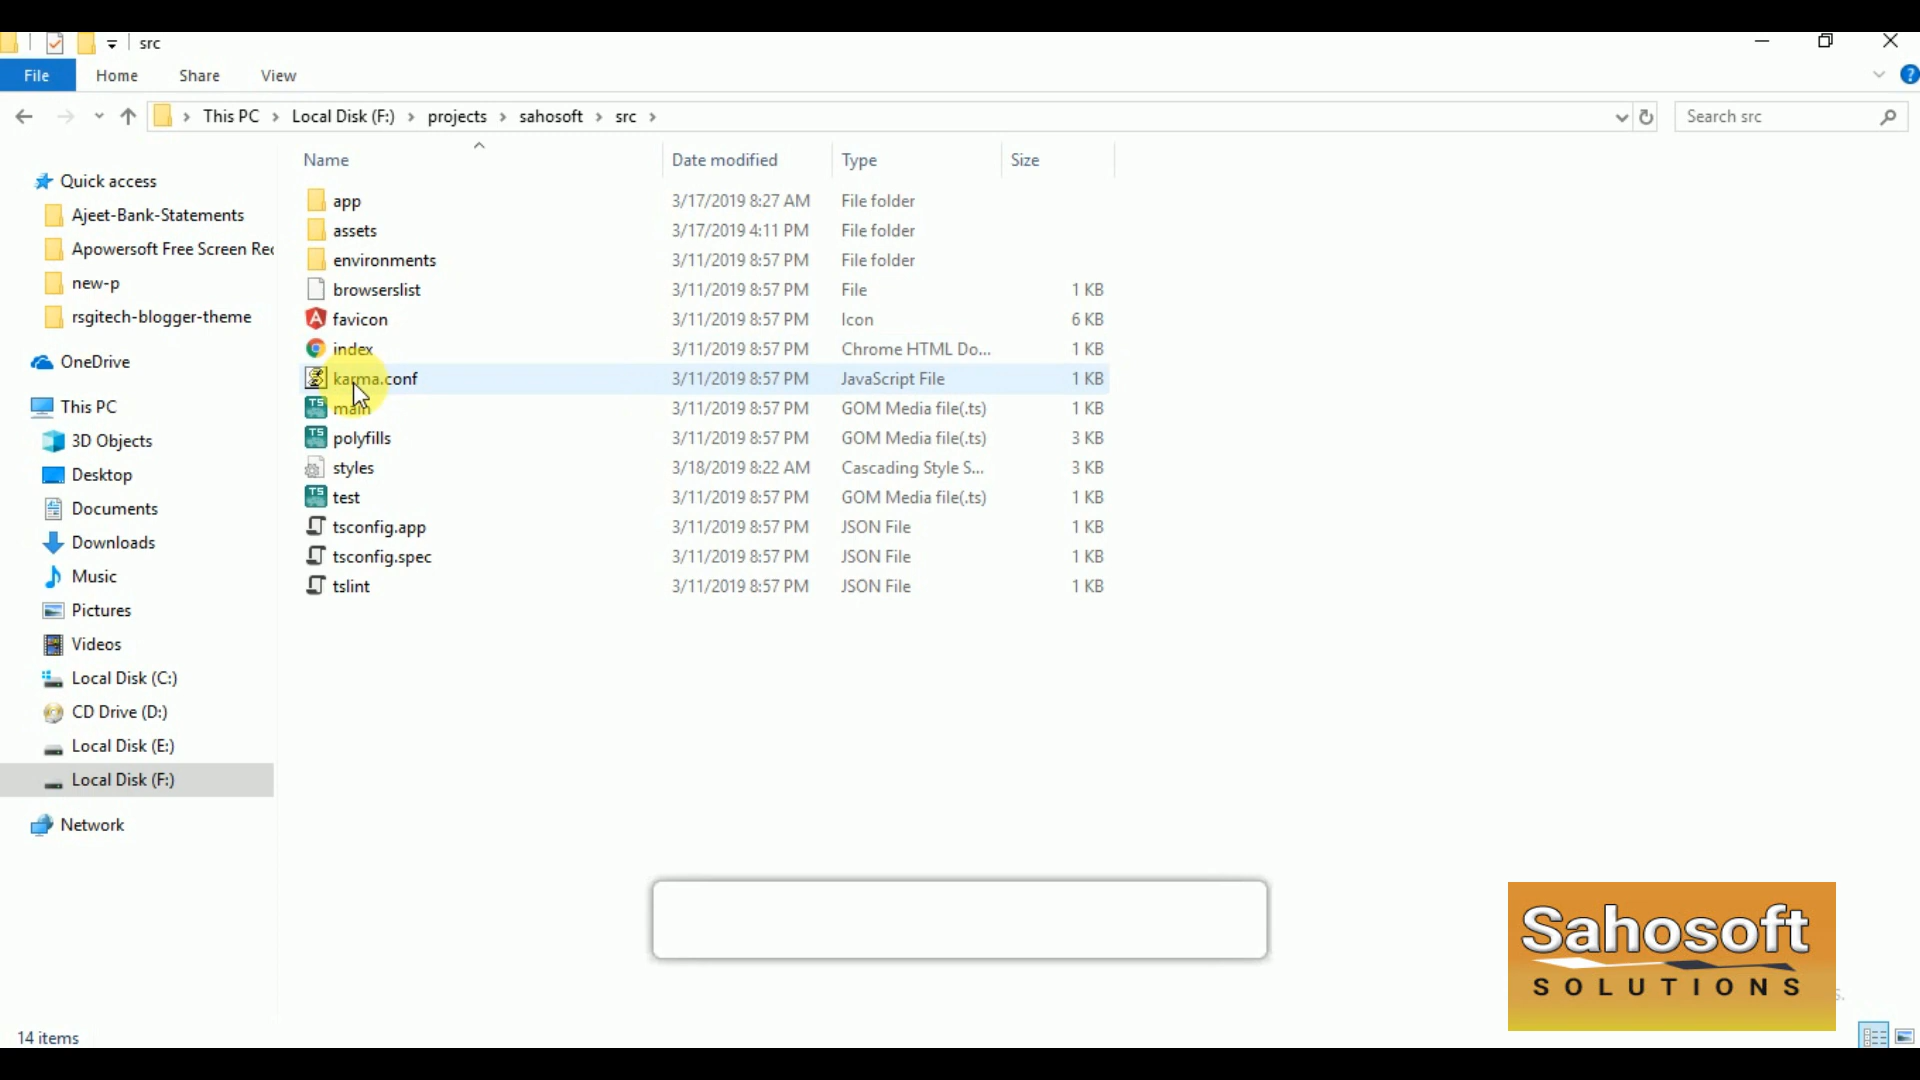 src
File Home Share View
This PC Local Disk (F:) projects sahosoft src Search src
Name Date modified Type Size
Quick access
Ajeet-Bank-Statements
Apowersoft Free Screen Rec
new-p
rsgitech-blogger-theme
OneDrive
This PC
3D Objects
Desktop
Documents
Downloads
Music
Pictures
Videos
Local Disk (C:)
CD Drive (D:)
Local Disk (E:)
Local Disk (F:)
Network
app 3/17/2019 8:27 AM File folder
assets 3/17/2019 4:11 PM File folder
environments 3/11/2019 8:57 PM File folder
browserslist 3/11/2019 8:57 PM File 1 KB
favicon 3/11/2019 8:57 PM Icon 6 KB
index 3/11/2019 8:57 PM Chrome HTML Do... 1 KB
karma.conf 3/11/2019 8:57 PM JavaScript File 1 KB
main 3/11/2019 8:57 PM GOM Media file(.ts) 1 KB
polyfills 3/11/2019 8:57 PM GOM Media file(.ts) 3 KB
styles 3/18/2019 8:22 AM Cascading Style S... 3 KB
test 3/11/2019 8:57 PM GOM Media file(.ts) 1 KB
tsconfig.app 3/11/2019 8:57 PM JSON File 1 KB
tsconfig.spec 3/11/2019 8:57 PM JSON File 1 KB
tslint 3/11/2019 8:57 PM JSON File 1 KB
Sahosoft
SOLUTIONS
14 items